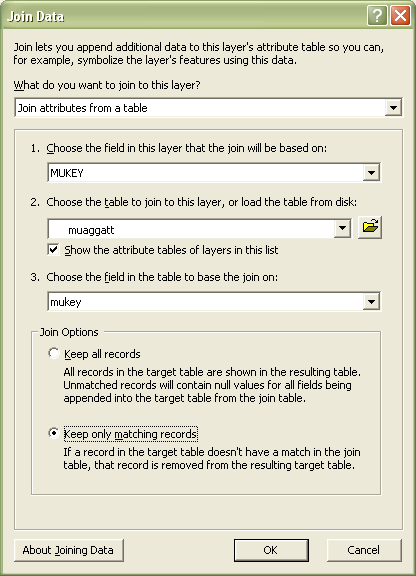 Join Data
Join lets you append additional data to this layer's attribute table so you can,
for example, symbolize the layer's features using this data.
What do you want to join to this layer?
Join attributes from a table
1. Choose the field in this layer that the join will be based on:
MUKEY
2. Choose the table to join to this layer, or load the table from disk:
muaggatt
Show the attribute tables of layers in this list
3. Choose the field in the table to base the join on:
mukey
Join Options
Keep all records
All records in the target table are shown in the resulting table.
Unmatched records will contain null values for all fields being
appended into the target table from the join table.
Keep only matching records
If a record in the target table doesn't have a match in the join
table, that record is removed from the resulting target table.
About Joining Data
OK
Cancel